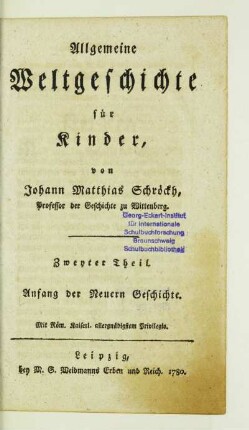 Allgemeine
Weltgeschichte
für
Kinder,
von
Johann Matthias Schröckh,
Professor der Geschichte zu Wittenberg.
Georg-Eckert-Institut
für internationale
Schulbuchforschung
Braunschweig
Schulbuchbibliothek
Zweyter Theil.
Anfang der Neuern Geschichte.
Mit Röm. Kaiserl. allergnädigstem Privilegio.
Leipzig,
bey M. G. Weidmanns Erben und Reich. 1780.